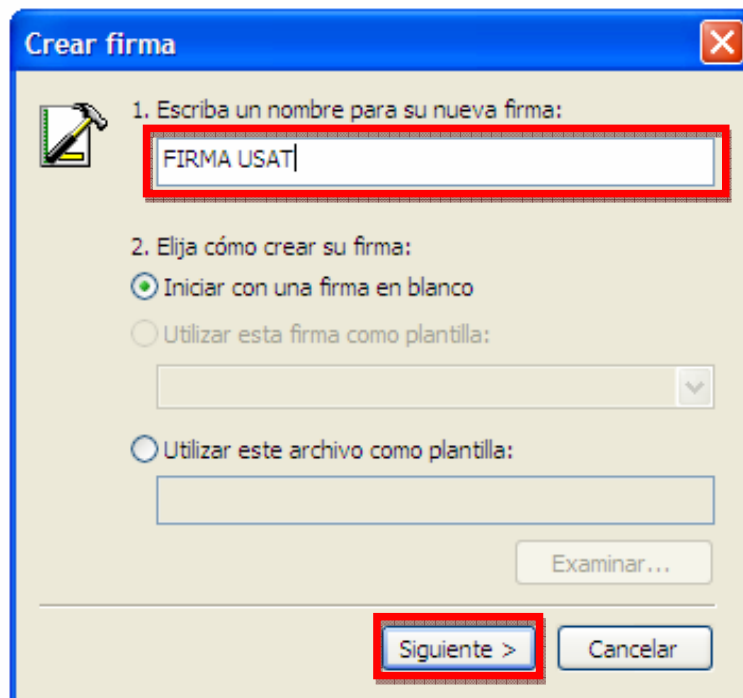 Crear firma
1. Escriba un nombre para su nueva firma:
FIRMA USAT
2. Elija cómo crear su firma:
Iniciar con una firma en blanco
Utilizar esta firma como plantilla:
Utilizar este archivo como plantilla:
Examinar...
Siguiente >
Cancelar